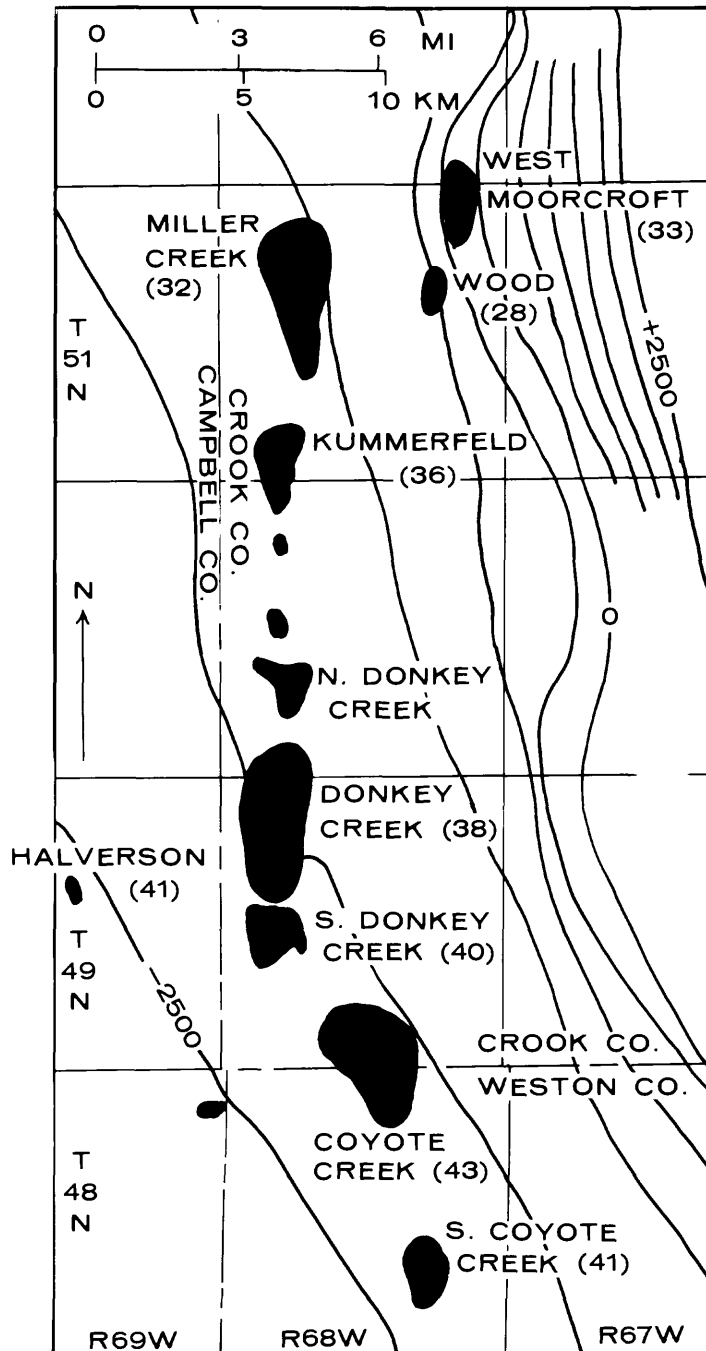 0 3 6 MI
0 5 10 KM
WEST
MOORCROFT
(33)
MILLER
CREEK
(32)
WOOD
(28)
T
51
N
+2500
CROOK CO.
CAMPBELL CO.
KUMMERFELD
(36)
N
0
N. DONKEY
CREEK
DONKEY
CREEK (38)
HALVERSON
(41)
S. DONKEY
CREEK (40)
T
49
N
-2500
CROOK CO.
WESTON CO.
COYOTE
CREEK (43)
T
48
N
S. COYOTE
CREEK (41)
R69W R68W R67W